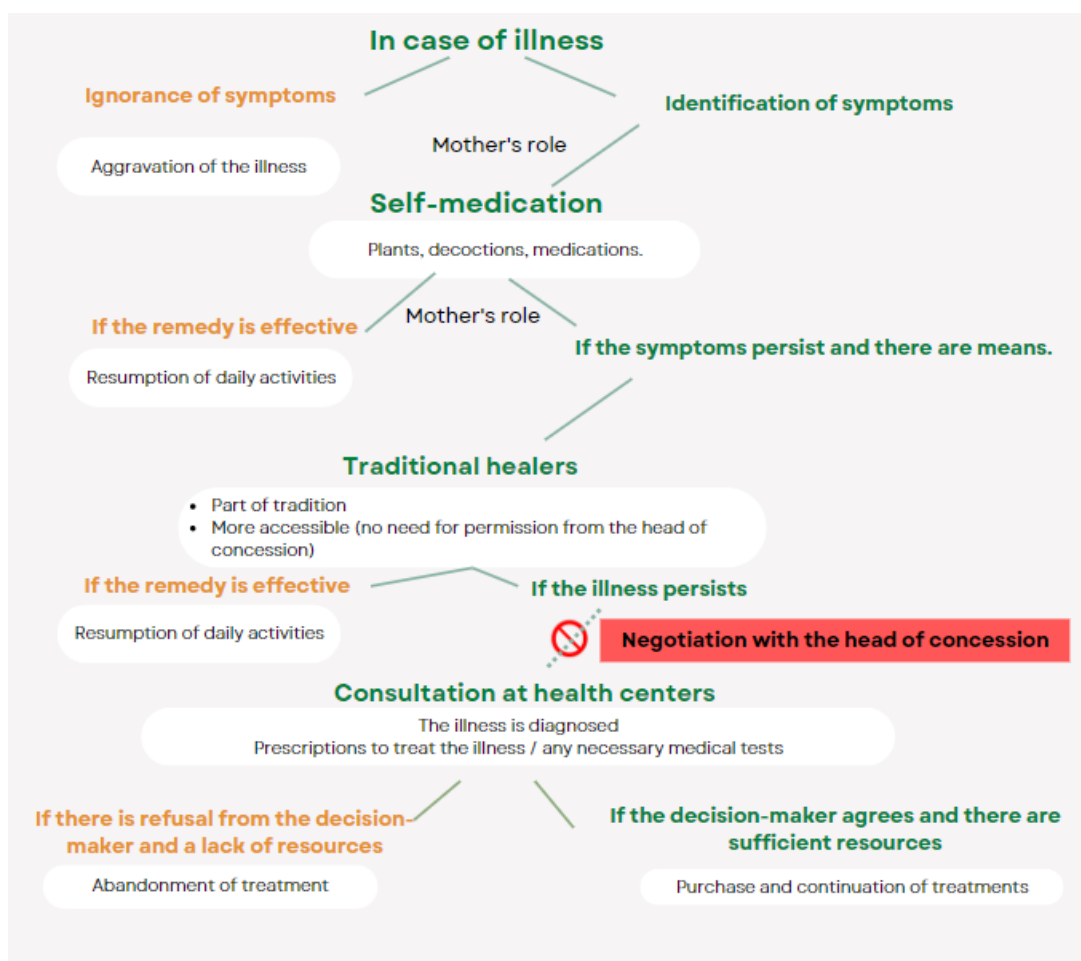 In case of illness
Ignorance of symptoms
Identification of symptoms
Mother's role
Aggravation of the illness
Self-medication
Plants, decoctions, medications.
If the remedy is effective
Mother's role
If the symptoms persist and there are means.
Resumption of daily activities
Traditional healers
• Part of tradition
• More accessible (no need for permission from the head of
concession)
If the remedy is effective
If the illness persists
Resumption of daily activities
Negotiation with the head of concession
Consultation at health centers
The illness is diagnosed
Prescriptions to treat the illness / any necessary medical tests
If there is refusal from the decision-
maker and a lack of resources
If the decision-maker agrees and there are
sufficient resources
Abandonment of treatment
Purchase and continuation of treatments